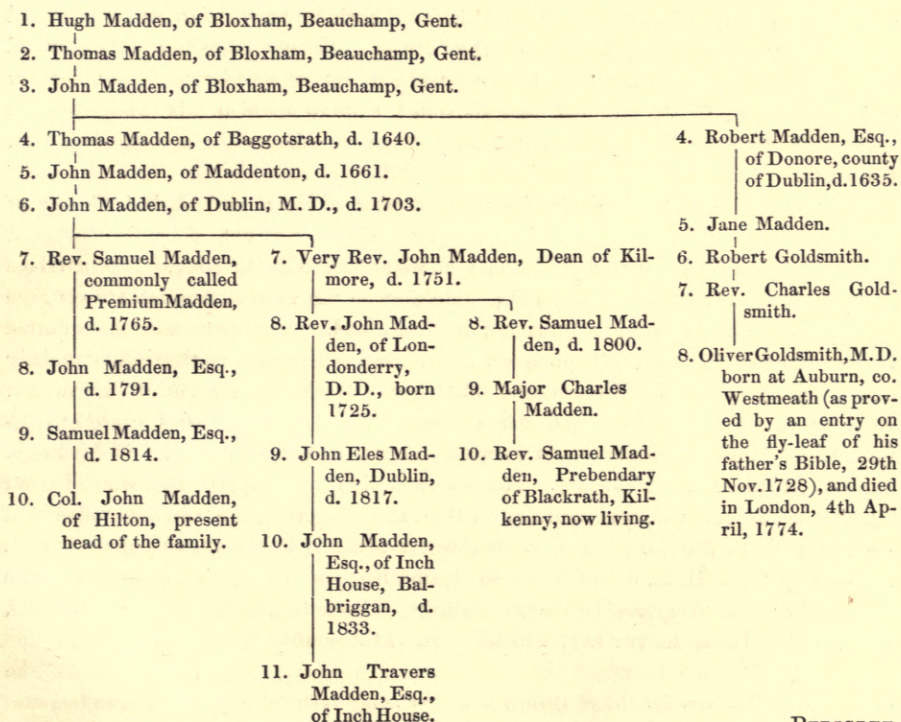 1. Hugh Madden, of Bloxham, Beauchamp, Gent.
2. Thomas Madden, of Bloxham, Beauchamp, Gent.
3. John Madden, of Bloxham, Beauchamp, Gent.
4. Thomas Madden, of Baggotsrath, d. 1640.
5. John Madden, of Maddenton, d. 1661.
6. John Madden, of Dublin, M. D., d. 1703.
7. Rev. Samuel Madden,
commonly called
PremiumMadden,
d. 1765.
8. John Madden, Esq.,
d. 1791.
9. Samuel Madden, Esq.,
d. 1814.
10. Col. John Madden,
of Hilton, present
head of the family.
7. Very Rev. John Madden, Dean of Kil-
more, d. 1751.
8. Rev. John Mad-
den, of Lon-
donderry,
D. D., born
1725.
9. John Eles Mad-
den, Dublin,
d. 1817.
10. John Madden,
Esq., of Inch
House, Bal-
briggan, d.
1833.
11. John Travers
Madden, Esq.,
of Inch House.
8. Rev. Samuel Mad-
den, d. 1800.
9. Major Charles
Madden.
10. Rev. Samuel Mad-
den, Prebendary
of Blackrath, Kil-
kenny, now living.
4. Robert Madden, Esq.,
of Donore, county
of Dublin, d. 1635.
5. Jane Madden.
6. Robert Goldsmith.
7. Rev. Charles Gold-
smith.
8. Oliver Goldsmith, M.D.
born at Auburn, co.
Westmeath (as prov-
ed by an entry on
the fly-leaf of his
father's Bible, 29th
Nov. 1728), and died
in London, 4th Ap-
ril, 1774.